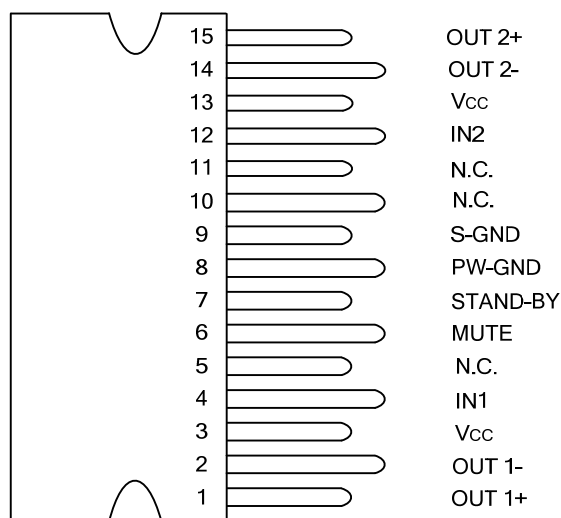 15 OUT 2+
14 OUT 2-
13 Vcc
12 IN2
11 N.C.
10 N.C.
9 S-GND
8 PW-GND
7 STAND-BY
6 MUTE
5 N.C.
4 IN1
3 Vcc
2 OUT 1-
1 OUT 1+